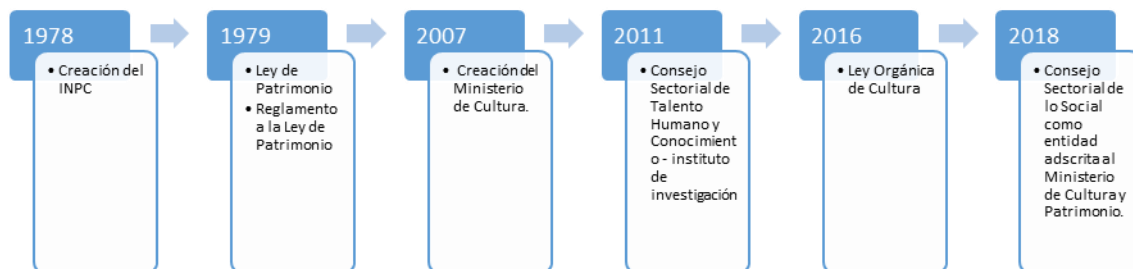 1978
• Creación del
INPC
1979
• Ley de
Patrimonio
• Reglamento
a la Ley de
Patrimonio
2007
• Creación del
Ministerio
de Cultura.
2011
• Consejo
Sectorial de
Talento
Humano y
Conocimient
o - instituto
de
investigación
2016
• Ley Orgánica
de Cultura
2018
• Consejo
Sectorial de
lo Social
como
entidad
adscrita al
Ministerio
de Cultura y
Patrimonio.